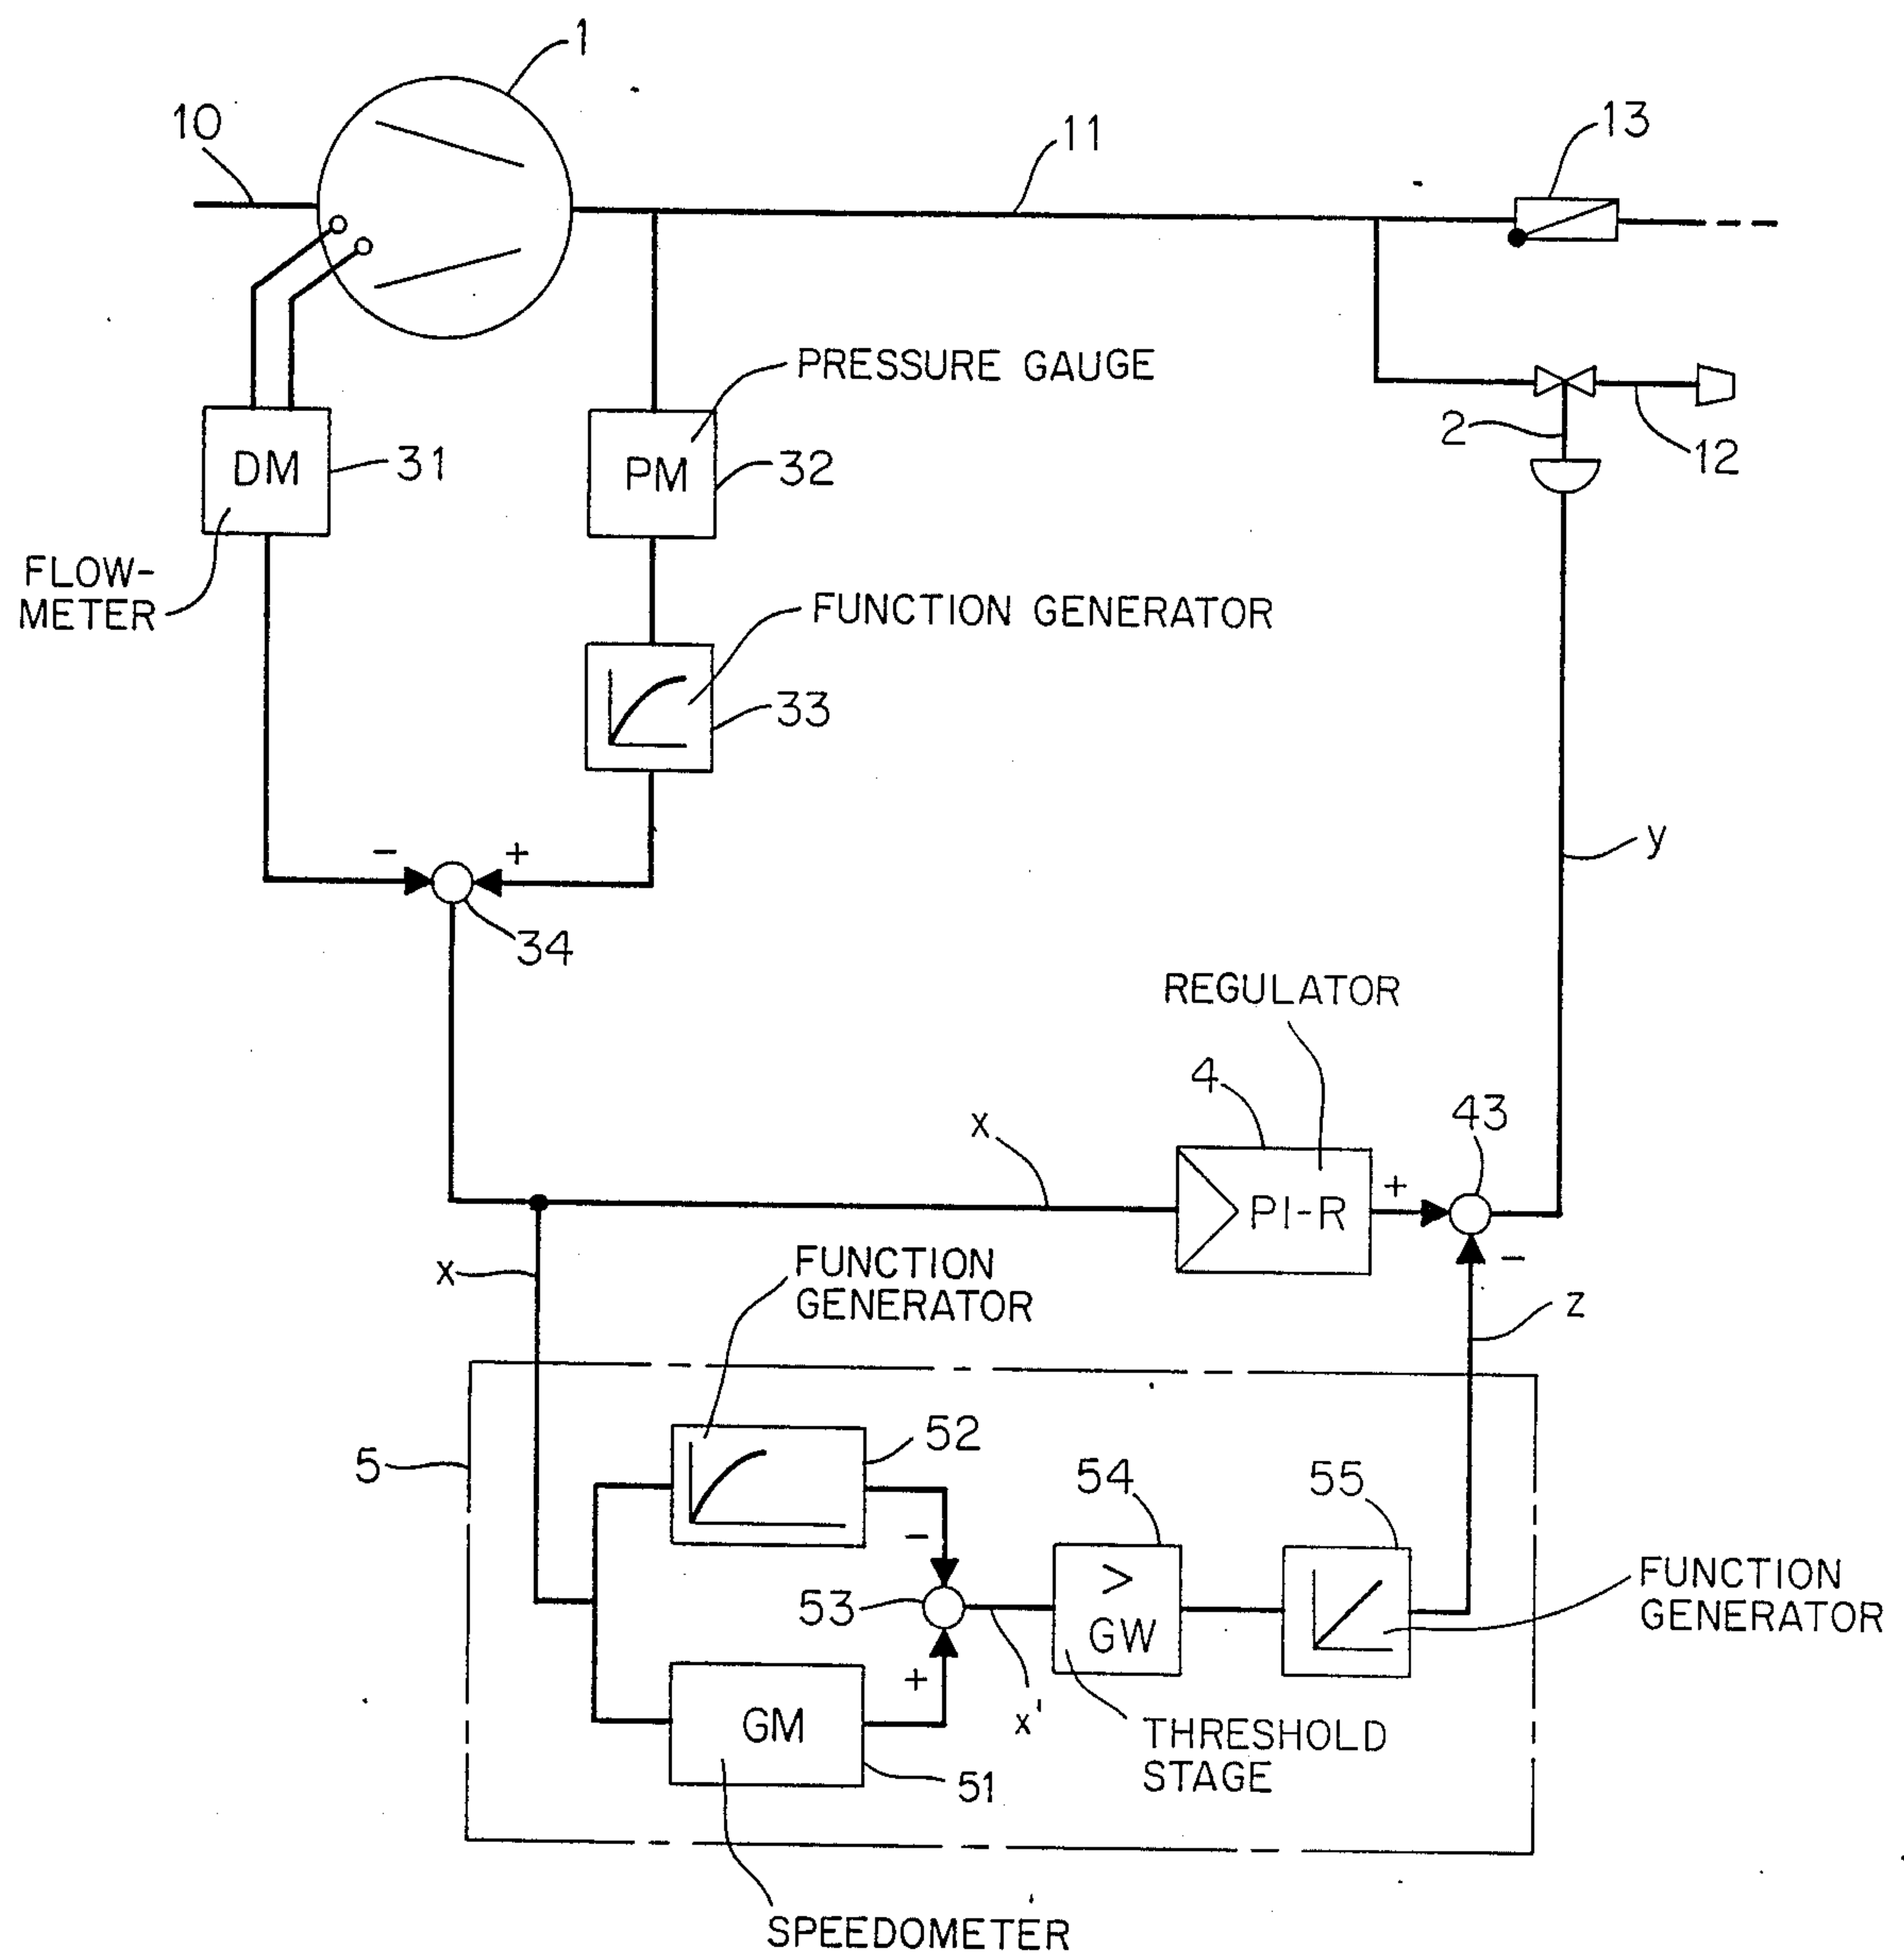 1
10
11
13
PRESSURE GAUGE
2
12
DM
31
PM
32
FLOW-
METER
FUNCTION GENERATOR
33
y
-
+
34
REGULATOR
4
43
x
PI-R
+
-
x
FUNCTION
GENERATOR
z
5
52
54
55
-
53
>
GW
FUNCTION
GENERATOR
+
GM
x'
THRESHOLD
STAGE
51
SPEEDOMETER